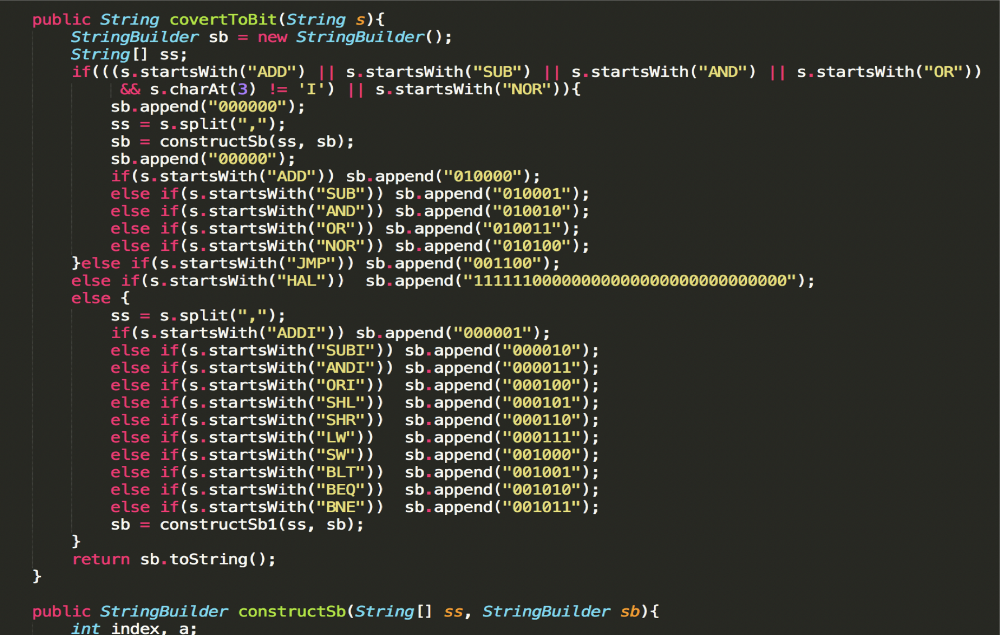 public String covertToBit(String s){
StringBuilder sb = new StringBuilder();
String[] ss;
if(((s.startsWith("ADD") || s.startsWith("SUB") || s.startsWith("AND") || s.startsWith("OR"))
&& s.charAt(3) != 'I') || s.startsWith("NOR")){
sb.append("000000");
ss = s.split(",");
sb = constructSb(ss, sb);
sb.append("00000");
if(s.startsWith("ADD")) sb.append("010000");
else if(s.startsWith("SUB")) sb.append("010001");
else if(s.startsWith("AND")) sb.append("010010");
else if(s.startsWith("OR")) sb.append("010011");
else if(s.startsWith("NOR")) sb.append("010100");
}else if(s.startsWith("JMP")) sb.append("001100");
else if(s.startsWith("HAL"))  sb.append("11111100000000000000000000000000");
else {
ss = s.split(",");
if(s.startsWith("ADDI")) sb.append("000001");
else if(s.startsWith("SUBI")) sb.append("000010");
else if(s.startsWith("ANDI")) sb.append("000011");
else if(s.startsWith("ORI"))  sb.append("000100");
else if(s.startsWith("SHL"))  sb.append("000101");
else if(s.startsWith("SHR"))  sb.append("000110");
else if(s.startsWith("LW"))   sb.append("000111");
else if(s.startsWith("SW"))   sb.append("001000");
else if(s.startsWith("BLT"))  sb.append("001001");
else if(s.startsWith("BEQ"))  sb.append("001010");
else if(s.startsWith("BNE"))  sb.append("001011");
sb = constructSb1(ss, sb);
}
return sb.toString();
}
public StringBuilder constructSb(String[] ss, StringBuilder sb){
int index, a;